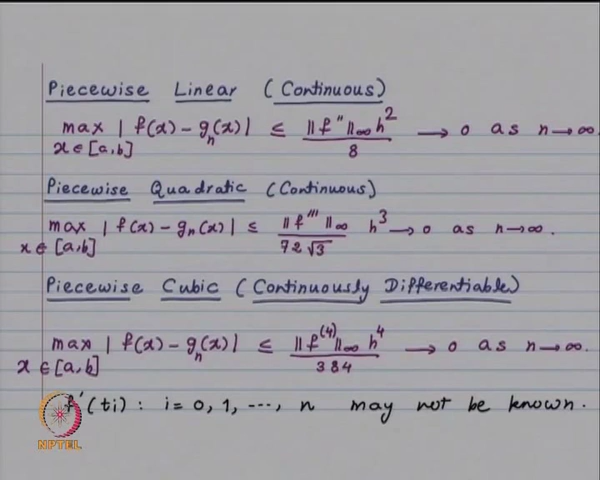 Piecewise Linear (Continuous)
max | f(x) - gₙ(x) | ≤ ‖f''‖∞ h² / 8 → 0 as n → ∞.
x ∈ [a,b]
Piecewise Quadratic (Continuous)
max | f(x) - gₙ(x) | ≤ ‖f'''‖∞ / 72√3 h³ → 0 as n → ∞.
x ∈ [a,b]
Piecewise Cubic (Continuously Differentiable)
max | f(x) - gₙ(x) | ≤ ‖f⁽⁴⁾‖∞ h⁴ / 384 → 0 as n → ∞.
x ∈ [a,b]
f'(ti) : i = 0, 1, ..., n may not be known.
NPTEL